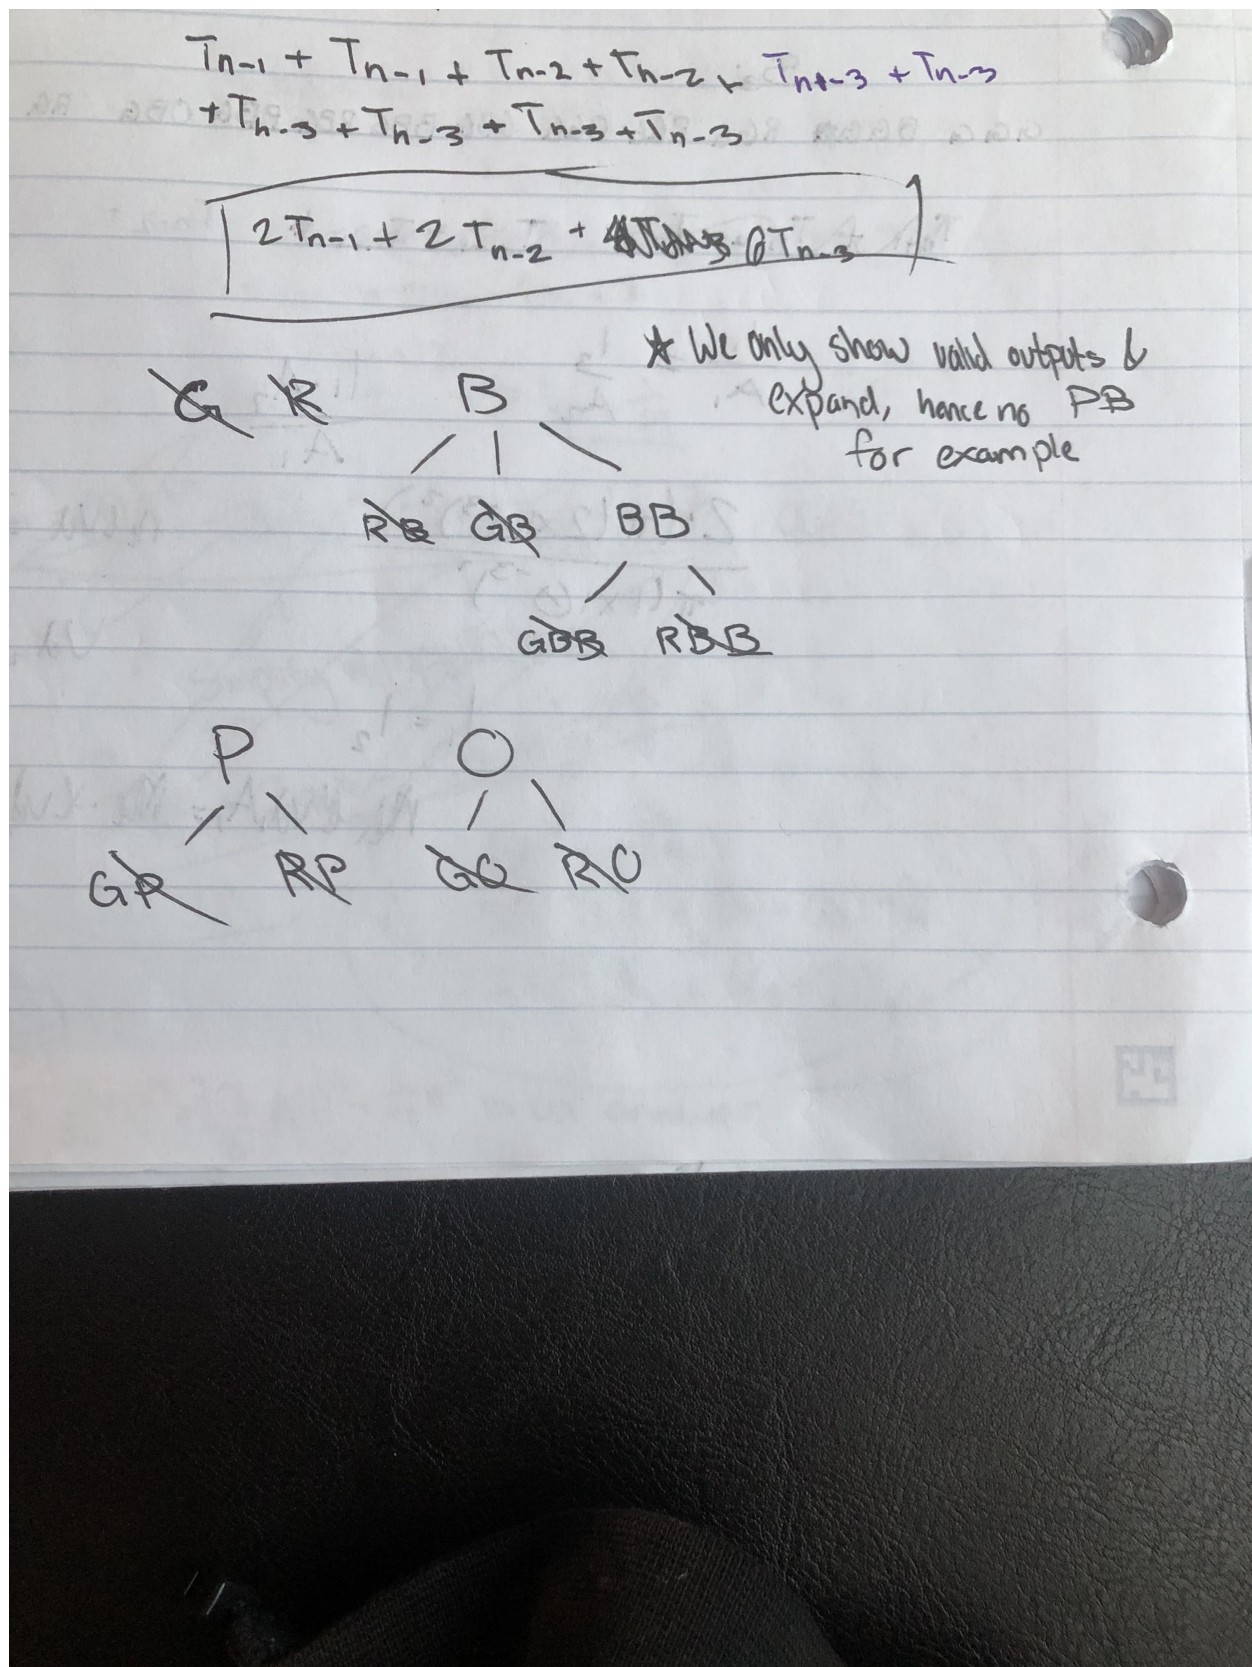 Tn-1 + Tn-1 + Tn-2 + Tn-2 + Tn-3 + Tn-3
+ Tn-3 + Tn-3 + Tn-3 + Tn-3
2Tn-1 + 2Tn-2 + 6Tn-3
* We only show valid outputs &
expand, hence no PB
for example
G R B
RB GB BB
GBB RBB
P O
GP RP GO RO